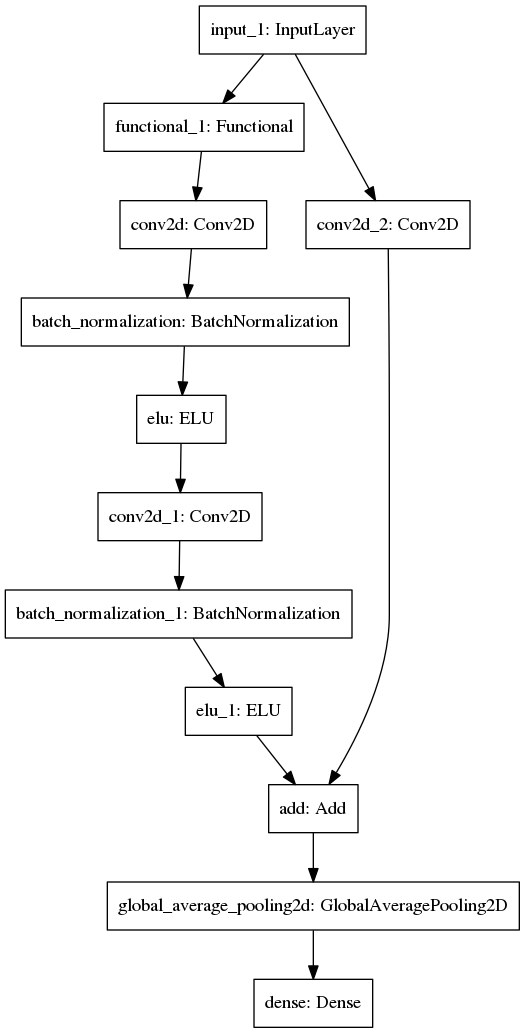 input_1: InputLayer
functional_1: Functional
conv2d: Conv2D
conv2d_2: Conv2D
batch_normalization: BatchNormalization
elu: ELU
conv2d_1: Conv2D
batch_normalization_1: BatchNormalization
elu_1: ELU
add: Add
global_average_pooling2d: GlobalAveragePooling2D
dense: Dense